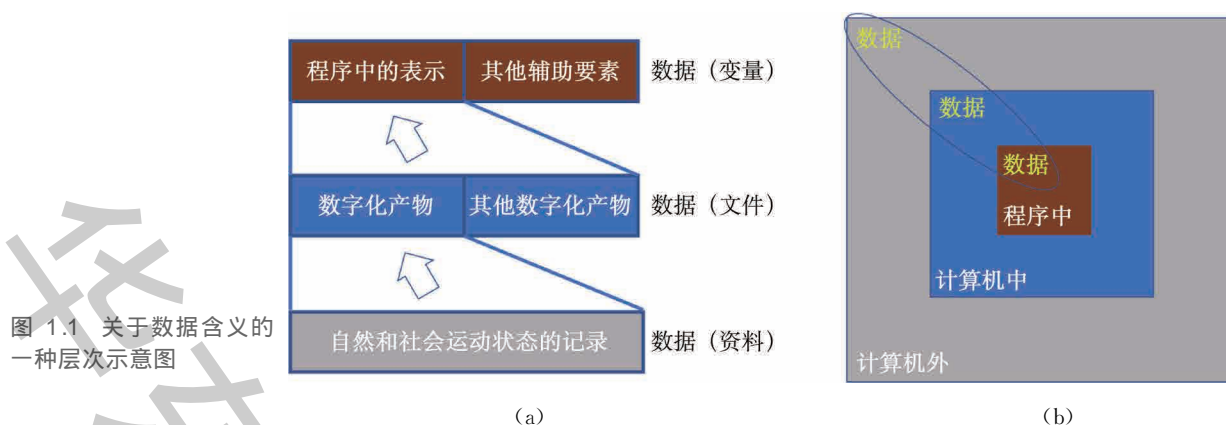 程序中的表示 其他辅助要素 数据（变量）
数字化产物 其他数字化产物 数据（文件）
自然和社会运动状态的记录 数据（资料）
（a）
数据
数据
数据
程序中
计算机中
计算机外
（b）
图 1.1 关于数据含义的
一种层次示意图
华